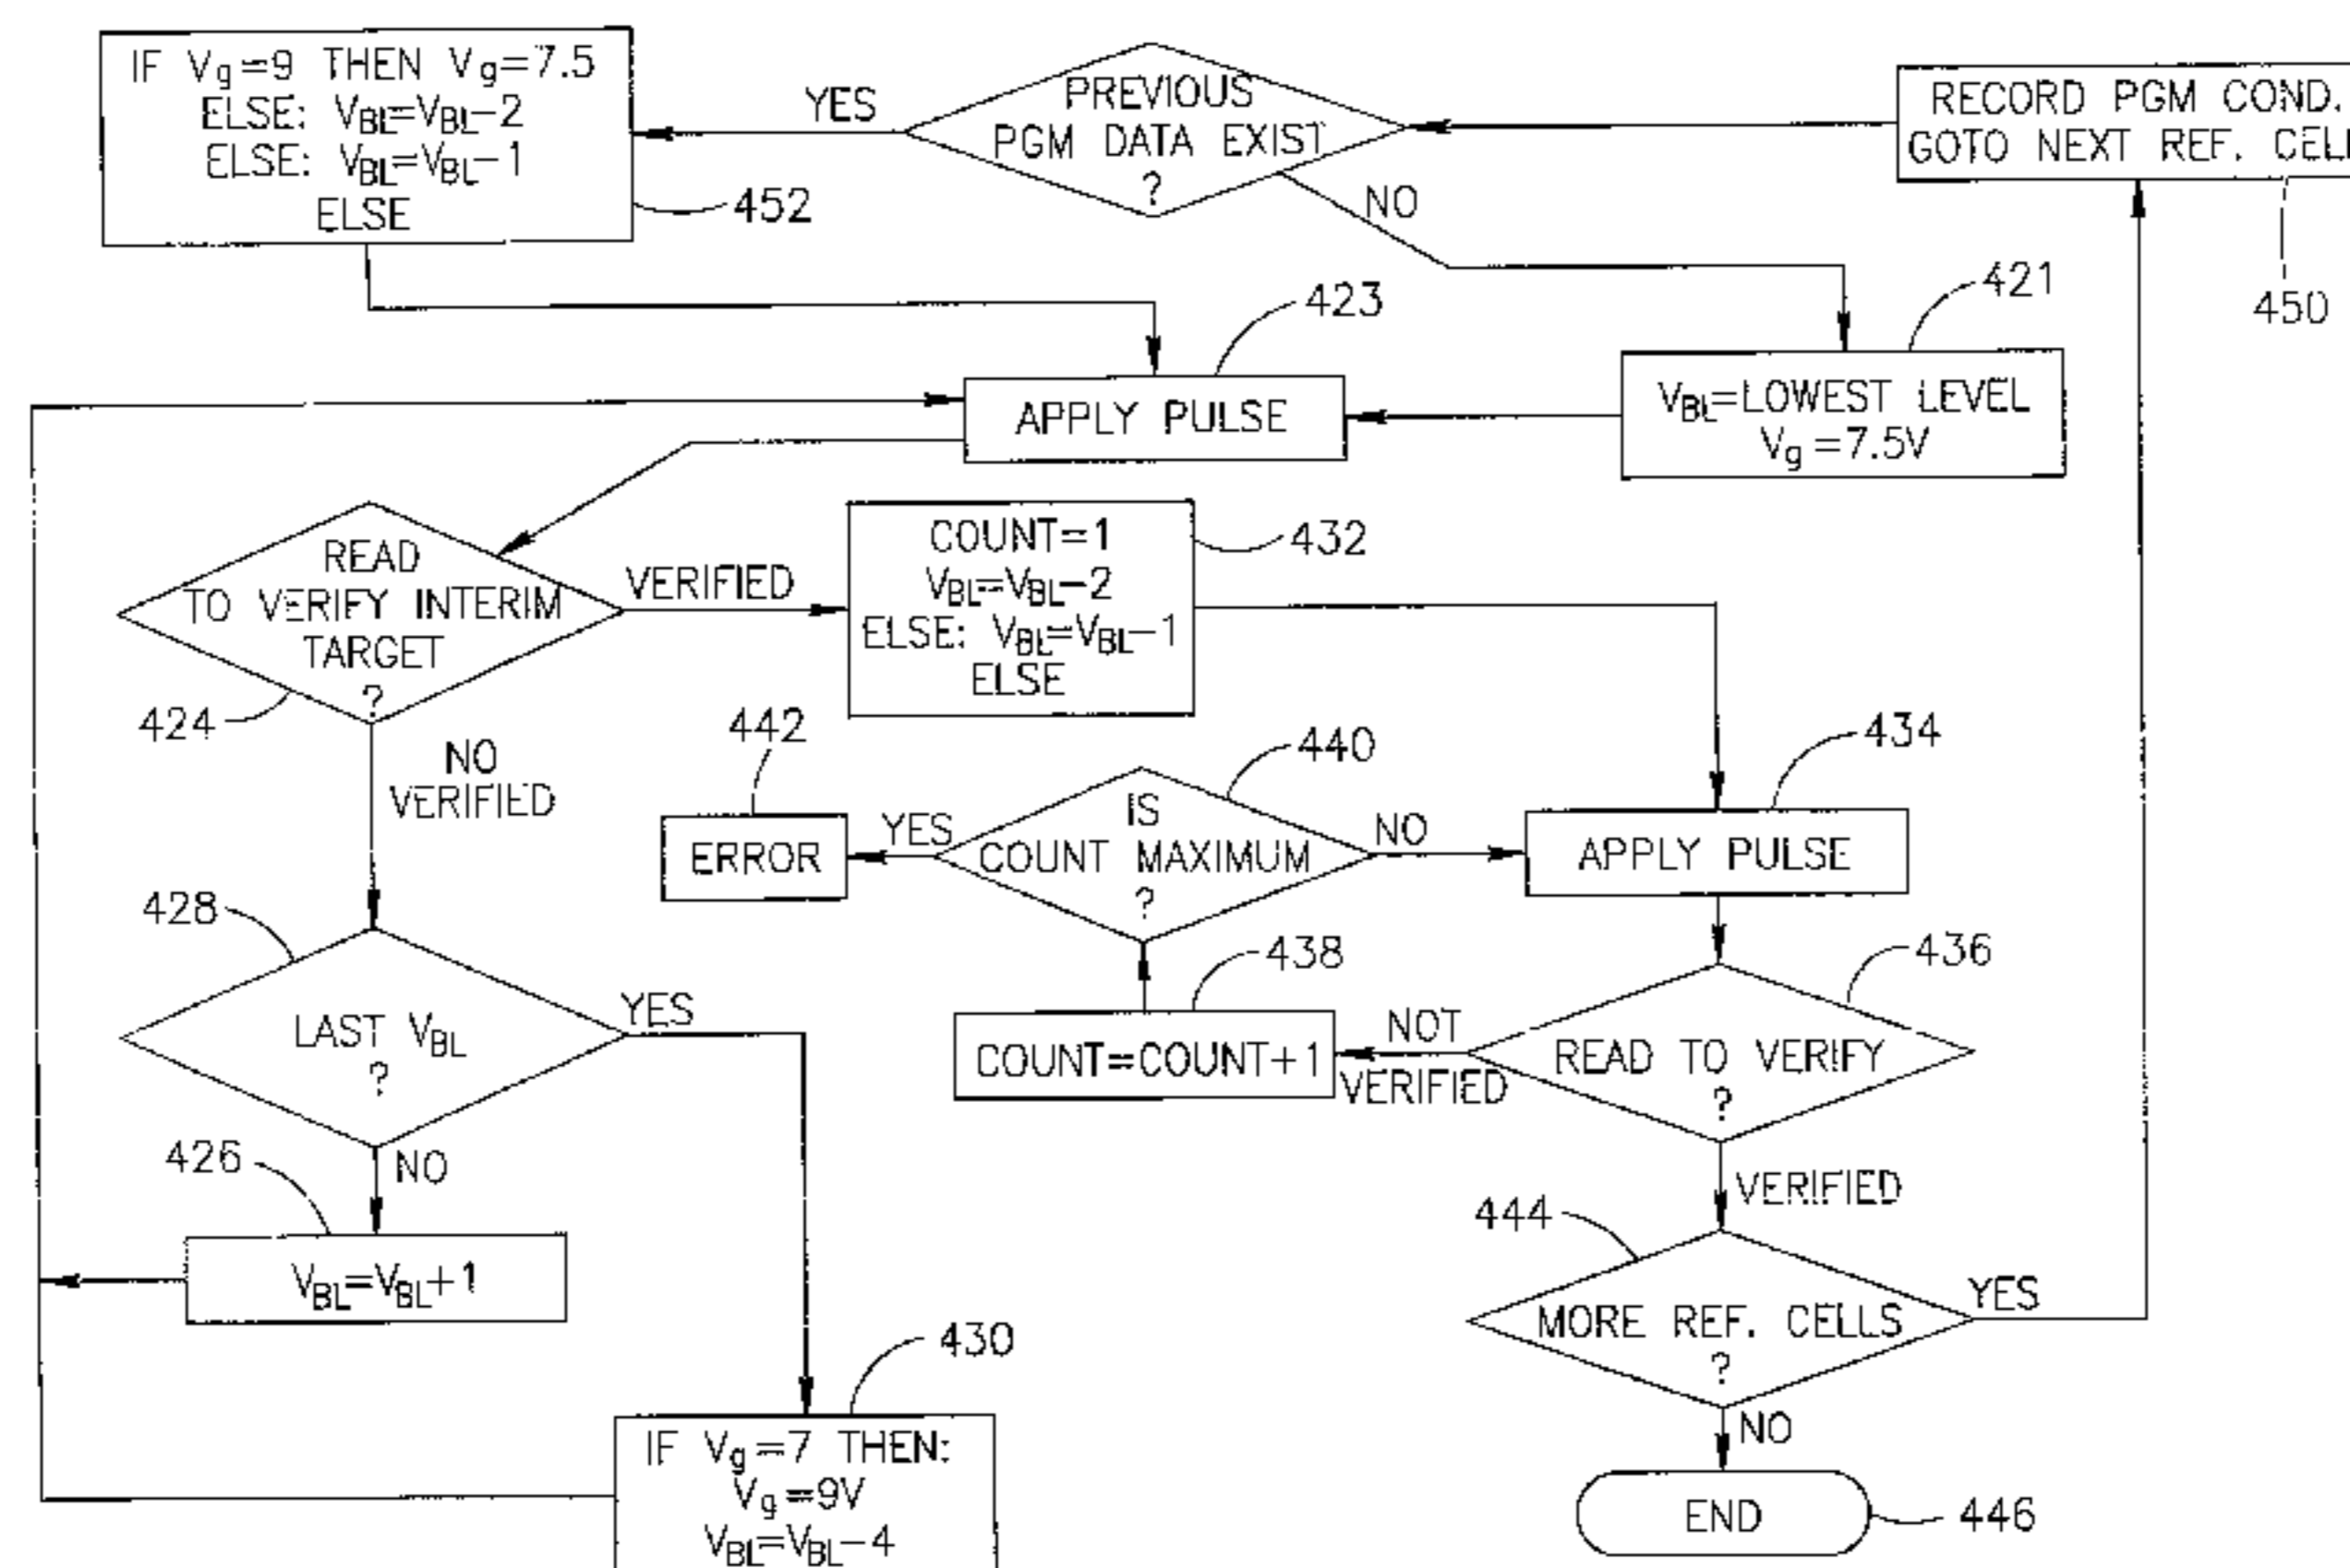 IF Vg=9 THEN Vg=7.5
ELSE: VBL=VBL-2
ELSE: VBL=VBL-1
ELSE
452
YES
PREVIOUS
PGM DATA EXIST
?
NO
RECORD PGM COND.
GOTO NEXT REF. CELL
450
423
421
APPLY PULSE
VBL=LOWEST LEVEL
Vg=7.5V
READ
TO VERIFY INTERIM
TARGET
?
424
VERIFIED
COUNT=1
VBL=VBL-2
ELSE: VBL=VBL-1
ELSE
432
NO
VERIFIED
442
ERROR
YES
IS
COUNT MAXIMUM
?
440
NO
434
APPLY PULSE
428
LAST VBL
?
YES
NO
438
COUNT=COUNT+1
NOT
VERIFIED
436
READ TO VERIFY
?
VERIFIED
426
VBL=VBL+1
444
MORE REF. CELLS
?
YES
NO
430
IF Vg=7 THEN:
Vg=9V
VBL=VBL-4
END
446